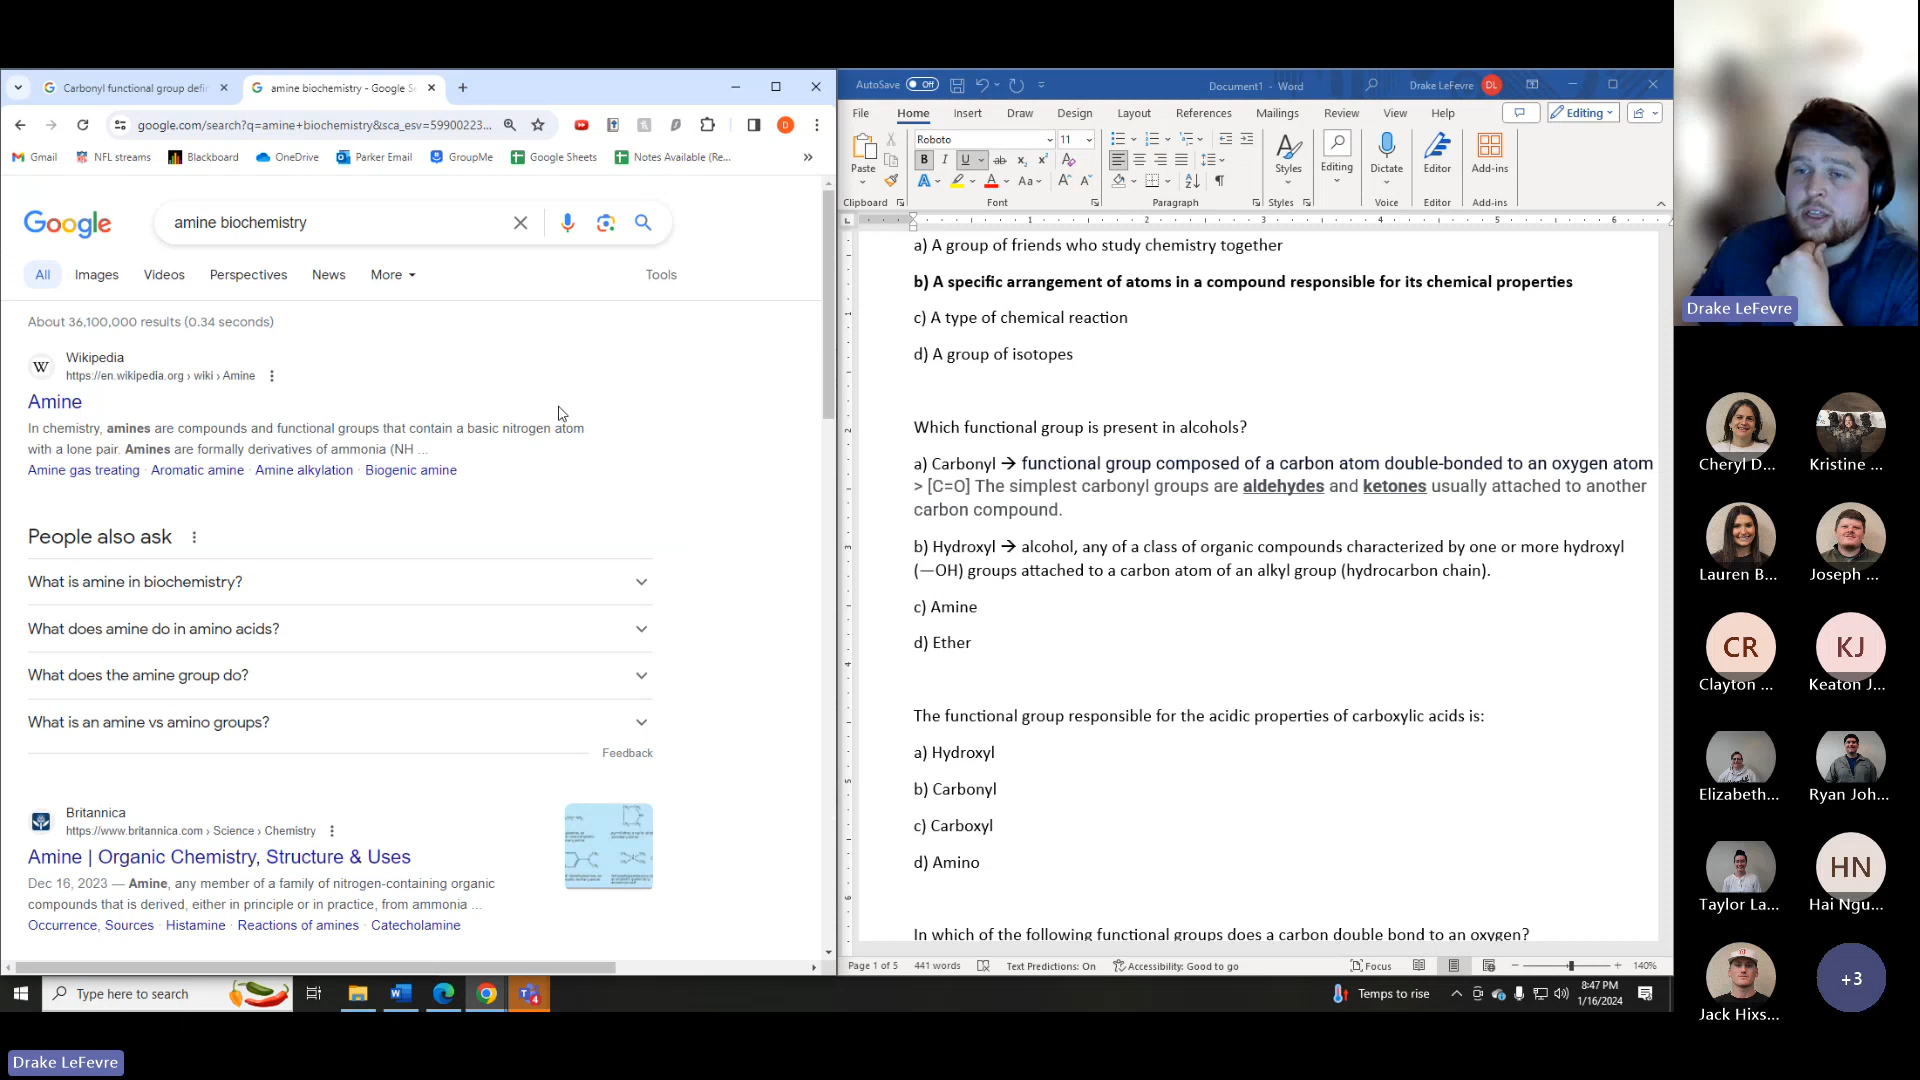 Carbonyl functional group defi
amine biochemistry - Google Se
google.com/search?q=amine+biochemistry&sca_esv=59900223...
D
Gmail
NFL streams
Blackboard
OneDrive
Parker Email
GroupMe
Google Sheets
Notes Available (Re...
Google
amine biochemistry
All
Images
Videos
Perspectives
News
More
Tools
About 36,100,000 results (0.34 seconds)
W
Wikipedia
https://en.wikipedia.org › wiki › Amine
Amine
In chemistry, amines are compounds and functional groups that contain a basic nitrogen atom
with a lone pair. Amines are formally derivatives of ammonia (NH ...
Amine gas treating · Aromatic amine · Amine alkylation · Biogenic amine
People also ask
What is amine in biochemistry?
What does amine do in amino acids?
What does the amine group do?
What is an amine vs amino groups?
Feedback
Britannica
https://www.britannica.com › Science › Chemistry
Amine | Organic Chemistry, Structure & Uses
Dec 16, 2023 — Amine, any member of a family of nitrogen-containing organic
compounds that is derived, either in principle or in practice, from ammonia ...
Occurrence, Sources · Histamine · Reactions of amines · Catecholamine
AutoSave Off
Document1 - Word
Drake LeFevre DL
File
Home
Insert
Draw
Design
Layout
References
Mailings
Review
View
Help
Editing
Paste
Roboto
11
Styles
Editing
Dictate
Editor
Add-ins
Clipboard
Font
Paragraph
Styles
Voice
Editor
Add-ins
a) A group of friends who study chemistry together
b) A specific arrangement of atoms in a compound responsible for its chemical properties
c) A type of chemical reaction
d) A group of isotopes
Which functional group is present in alcohols?
a) Carbonyl → functional group composed of a carbon atom double-bonded to an oxygen atom
> [C=O] The simplest carbonyl groups are aldehydes and ketones usually attached to another
carbon compound.
b) Hydroxyl → alcohol, any of a class of organic compounds characterized by one or more hydroxyl
(—OH) groups attached to a carbon atom of an alkyl group (hydrocarbon chain).
c) Amine
d) Ether
The functional group responsible for the acidic properties of carboxylic acids is:
a) Hydroxyl
b) Carbonyl
c) Carboxyl
d) Amino
In which of the following functional groups does a carbon double bond to an oxygen?
Page 1 of 5
441 words
Text Predictions: On
Accessibility: Good to go
Focus
140%
Type here to search
Temps to rise
8:47 PM
1/16/2024
Drake LeFevre
Cheryl D...
Kristine ...
Lauren B...
Joseph ...
CR
Clayton ...
KJ
Keaton J...
Elizabeth...
Ryan Joh...
Taylor La...
HN
Hai Ngu...
Jack Hixs...
+3
Drake LeFevre